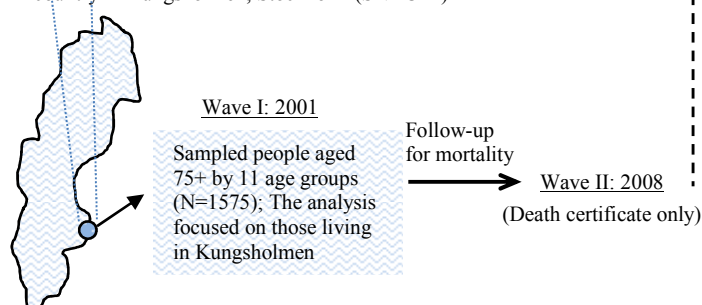 Wave I: 2001
Sampled people aged
75+ by 11 age groups
(N=1575); The analysis
focused on those living
in Kungsholmen
Follow-up
for mortality
Wave II: 2008
(Death certificate only)